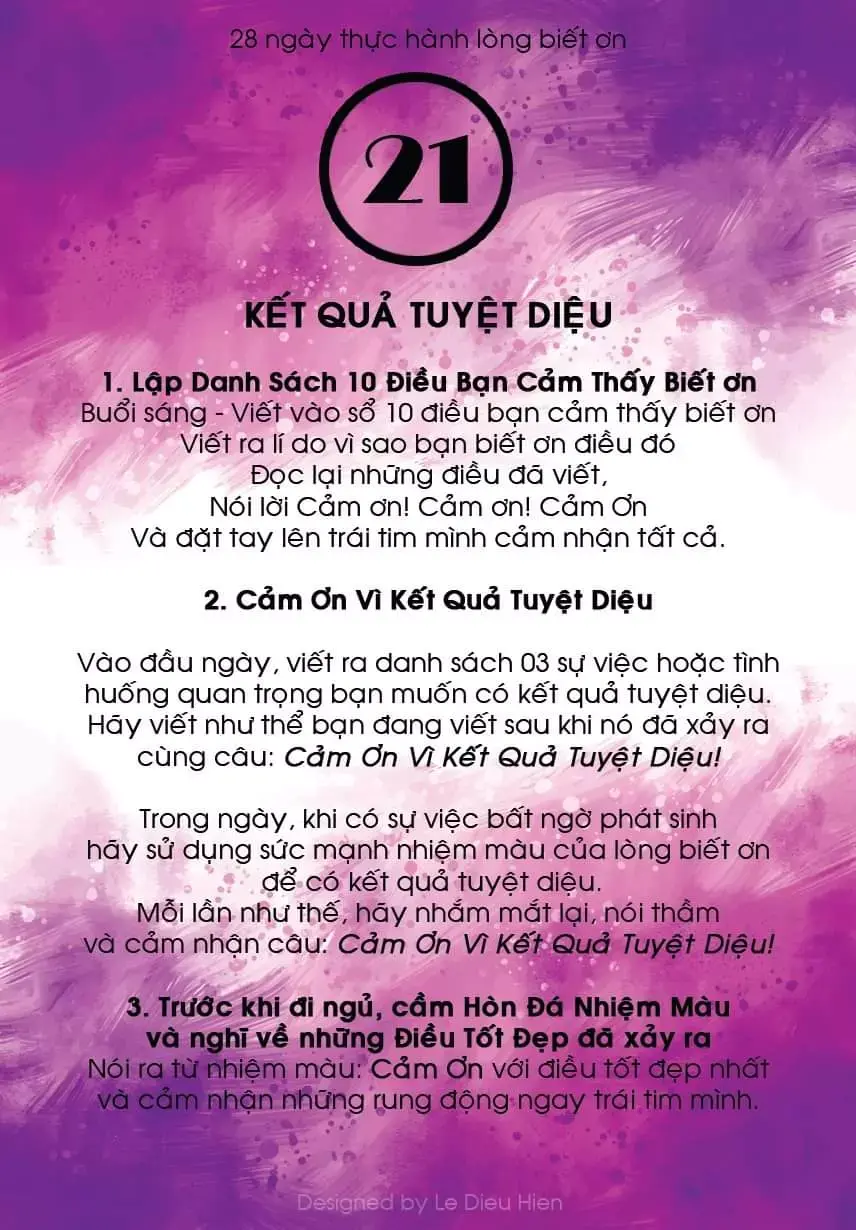 28 ngày thực hành lòng biết ơn
21
KẾT QUẢ TUYỆT DIỆU
1. Lập Danh Sách 10 Điều Bạn Cảm Thấy Biết ơn
Buổi sáng - Viết vào sổ 10 điều bạn cảm thấy biết ơn
Viết ra lí do vì sao bạn biết ơn điều đó
Đọc lại những điều đã viết,
Nói lời Cảm ơn! Cảm ơn! Cảm Ơn
Và đặt tay lên trái tim mình cảm nhận tất cả.
2. Cảm Ơn Vì Kết Quả Tuyệt Diệu
Vào đầu ngày, viết ra danh sách 03 sự việc hoặc tình
huống quan trọng bạn muốn có kết quả tuyệt diệu.
Hãy viết như thể bạn đang viết sau khi nó đã xảy ra
cùng câu: Cảm Ơn Vì Kết Quả Tuyệt Diệu!
Trong ngày, khi có sự việc bất ngờ phát sinh
hãy sử dụng sức mạnh nhiệm màu của lòng biết ơn
để có kết quả tuyệt diệu.
Mỗi lần như thế, hãy nhắm mắt lại, nói thầm
và cảm nhận câu: Cảm Ơn Vì Kết Quả Tuyệt Diệu!
3. Trước khi đi ngủ, cầm Hòn Đá Nhiệm Màu
và nghĩ về những Điều Tốt Đẹp đã xảy ra
Nói ra từ nhiệm màu: Cảm Ơn với điều tốt đẹp nhất
và cảm nhận những rung động ngay trái tim mình.
Designed by Le Dieu Hien